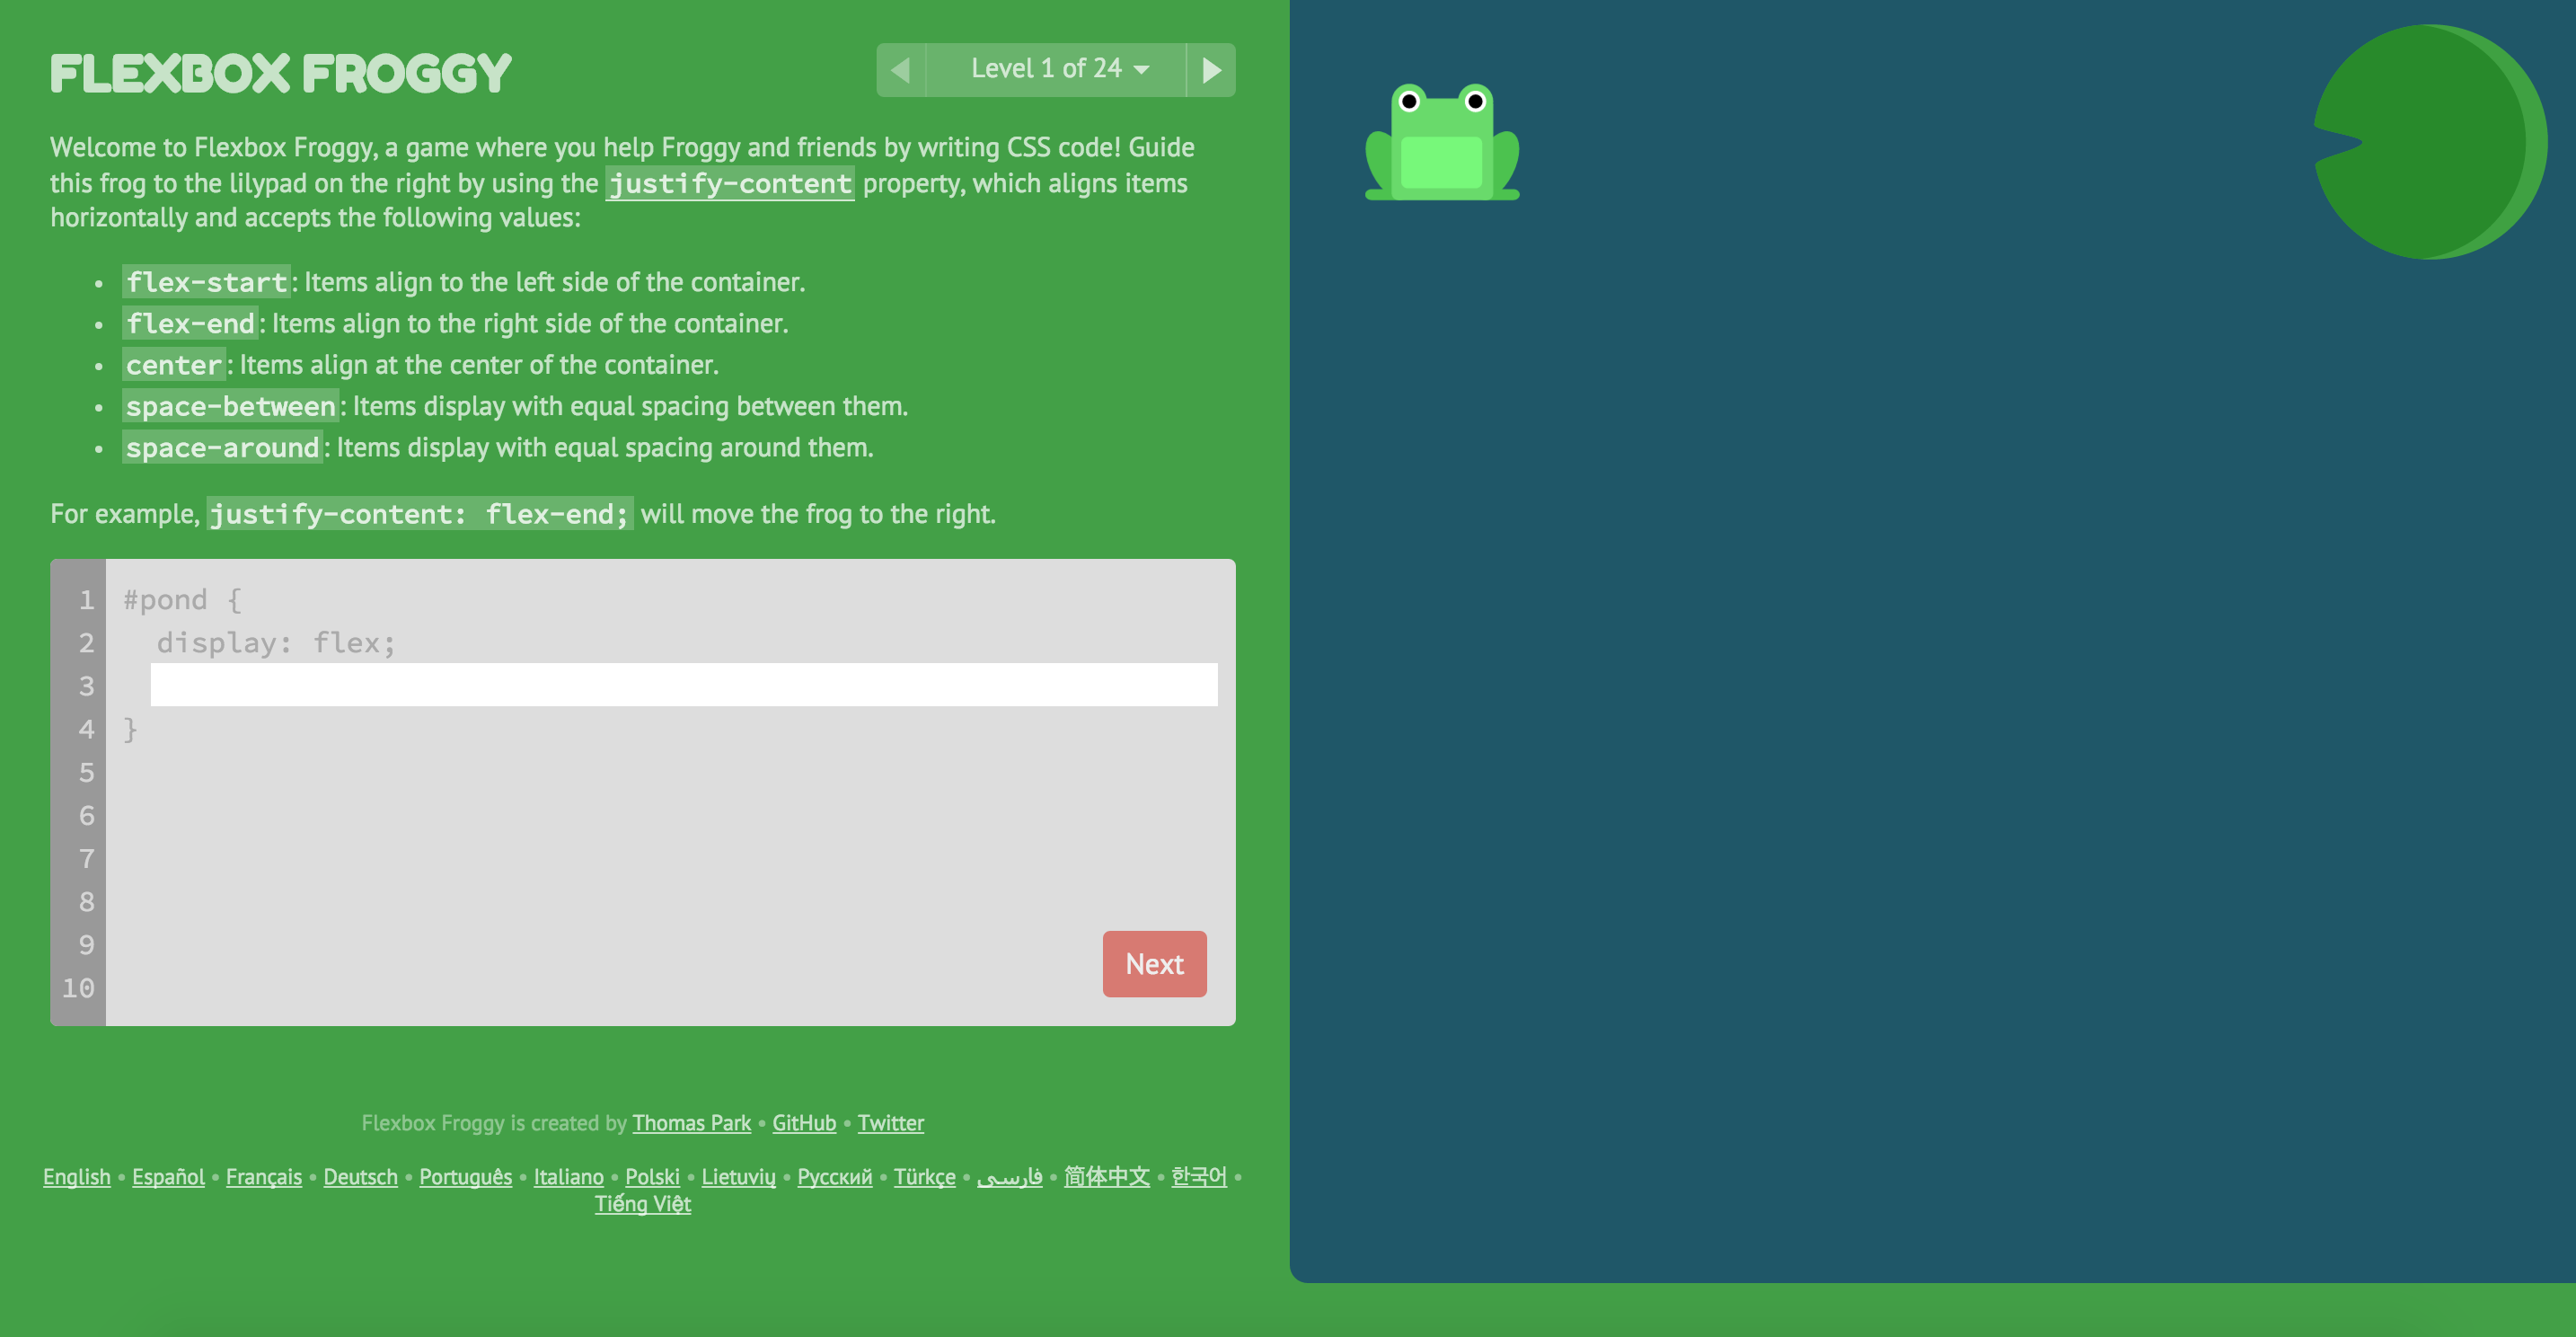 FLEXBOX FROGGY
Level 1 of 24
Welcome to Flexbox Froggy, a game where you help Froggy and friends by writing CSS code! Guide
this frog to the lilypad on the right by using the justify-content property, which aligns items
horizontally and accepts the following values:
• flex-start: Items align to the left side of the container.
• flex-end: Items align to the right side of the container.
• center: Items align at the center of the container.
• space-between: Items display with equal spacing between them.
• space-around: Items display with equal spacing around them.
For example, justify-content: flex-end; will move the frog to the right.
1 #pond {
2 display: flex;
3
4 }
5
6
7
8
9
10
Next
Flexbox Froggy is created by Thomas Park • GitHub • Twitter
English • Español • Français • Deutsch • Português • Italiano • Polski • Lietuvių • Русский • Türkçe • فارسی • 简体中文 • 한국어 •
Tiếng Việt